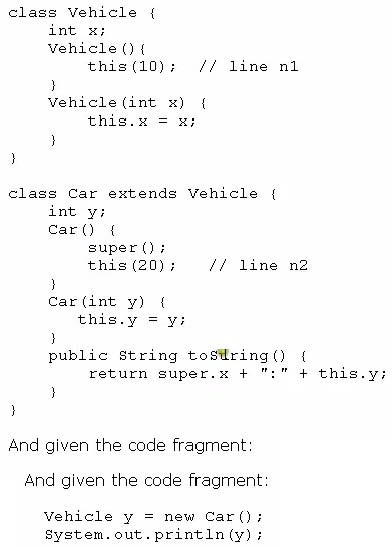 class Vehicle {
int x;
Vehicle(){
this(10);  // line n1
}
Vehicle(int x) {
this.x = x;
}
}
class Car extends Vehicle {
int y;
Car() {
super();
this(20);  // line n2
}
Car(int y) {
this.y = y;
}
public String toString() {
return super.x + ":" + this.y;
}
}
And given the code fragment:
And given the code fragment:
Vehicle y = new Car();
System.out.println(y);